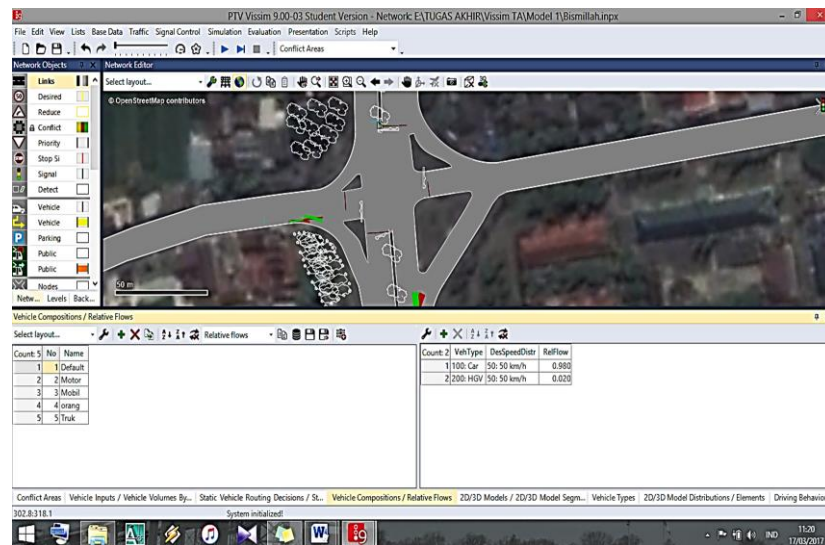 PTV Vissim 9.00-03 Student Version - Network: E:\TUGAS AKHIR\Vissim TA\Model 1\Bismillah.inpx
File Edit View Lists Base Data Traffic Signal Control Simulation Evaluation Presentation Scripts Help
Conflict Areas
Network Objects
Network Editor
Links
Desired
Reduce
Conflict
Priority
Stop Si
Signal
Detect
Vehicle
Vehicle
Parking
Public
Public
Nodes
Netw... Levels Back...
Select layout...
© OpenStreetMap contributors
50 m
Vehicle Compositions / Relative Flows
Select layout... Relative flows
Count: 5 No Name
1 1 Default
2 2 Motor
3 3 Mobil
4 4 orang
5 5 Truk
Count: 2 VehType DesSpeedDistr RelFlow
1 100: Car 50: 50 km/h 0.980
2 200: HGV 50: 50 km/h 0.020
Conflict Areas Vehicle Inputs / Vehicle Volumes By... Static Vehicle Routing Decisions / St... Vehicle Compositions / Relative Flows 2D/3D Models / 2D/3D Model Segm... Vehicle Types 2D/3D Model Distributions / Elements Driving Behavio
302.8:318.1 System initialized!
IND
11:20
17/03/2017